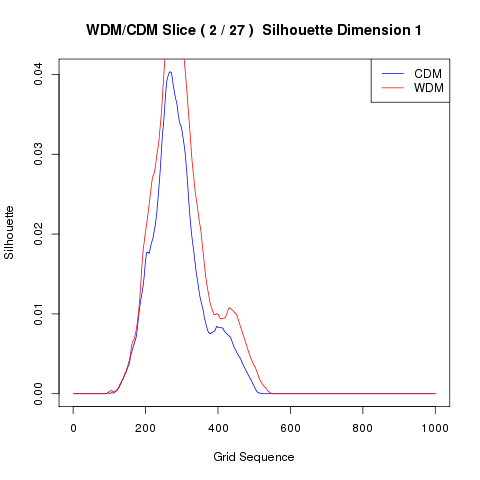 WDM/CDM Slice ( 2 / 27 )  Silhouette Dimension 1
CDM
WDM
Silhouette
0.04
0.03
0.02
0.01
0.00
0 200 400 600 800 1000
Grid Sequence